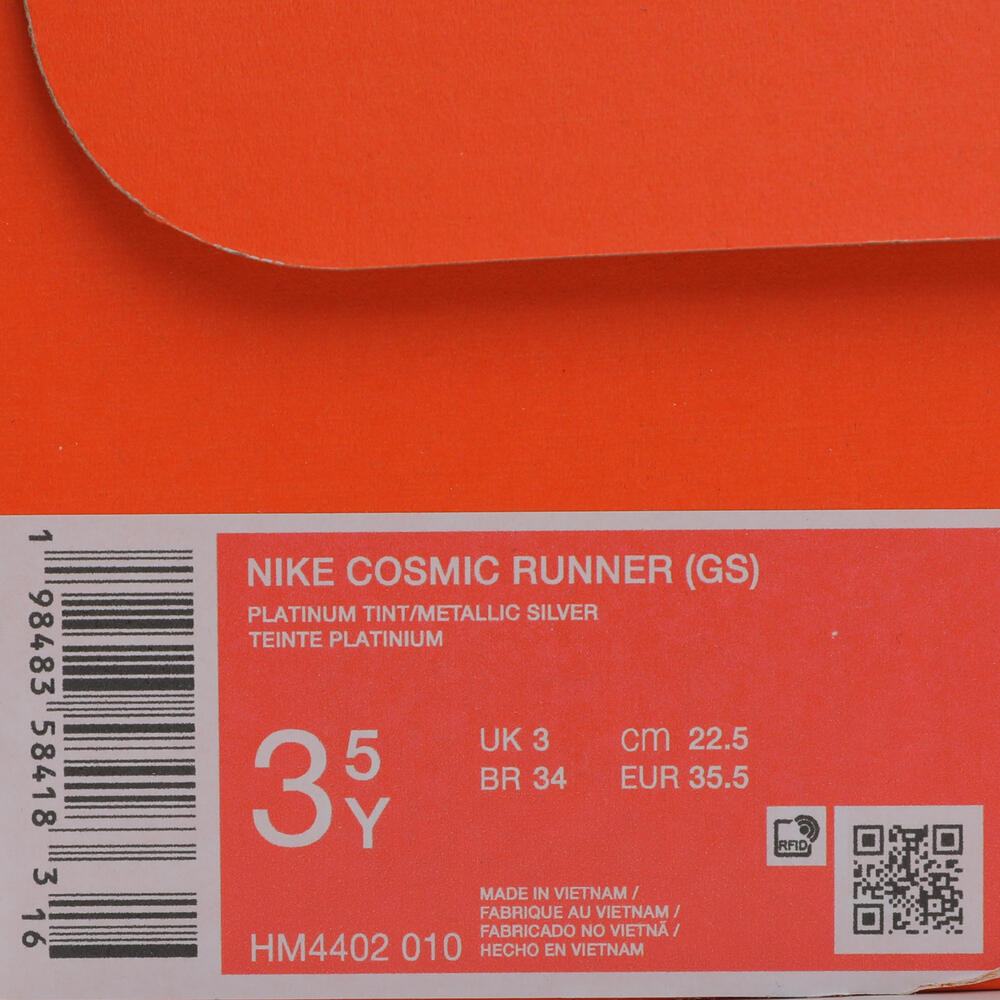 NIKE COSMIC RUNNER (GS)
PLATINUM TINT/METALLIC SILVER
TEINTE PLATINIUM
3 5 Y
UK 3 cm 22.5
BR 34 EUR 35.5
RFID
MADE IN VIETNAM /
FABRIQUE AU VIETNAM /
FABRICADO NO VIETNÃ /
HECHO EN VIETNAM
HM4402 010
1 98483 58418 3 16